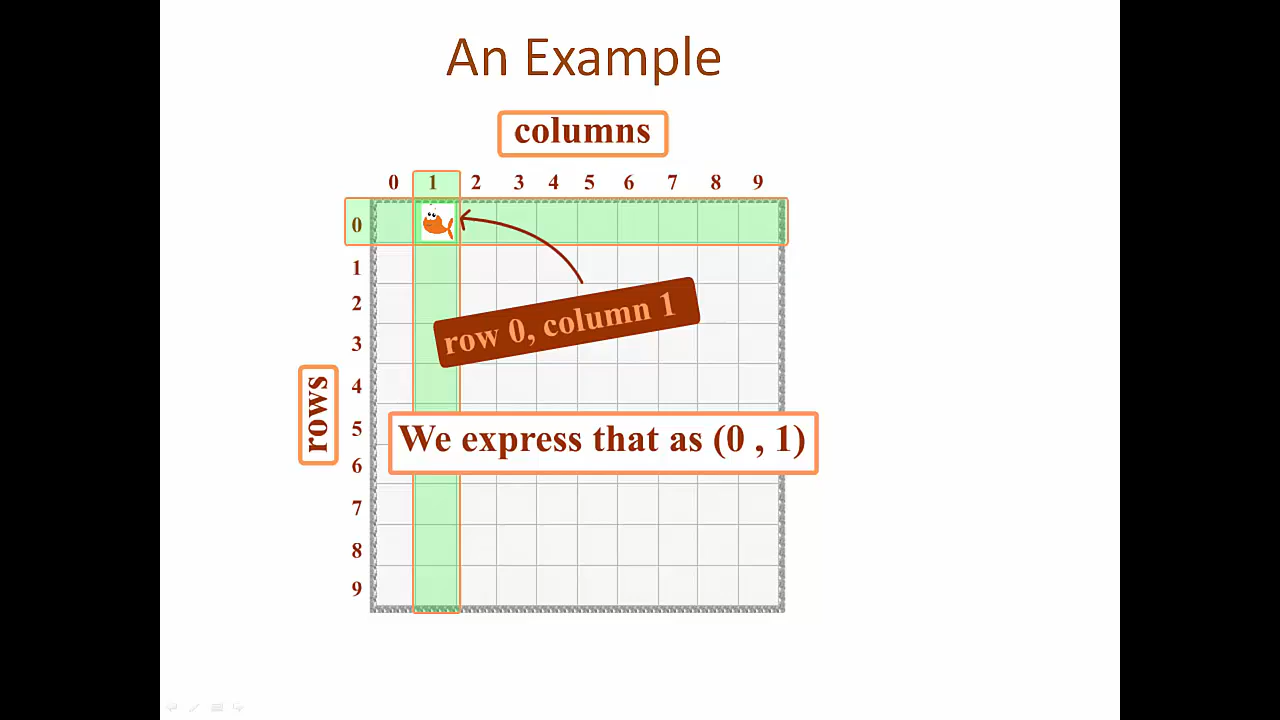 An Example
columns
0 1 2 3 4 5 6 7 8 9
0
1
2
row 0, column 1
3
4
rows
5
We express that as (0 , 1)
6
7
8
9